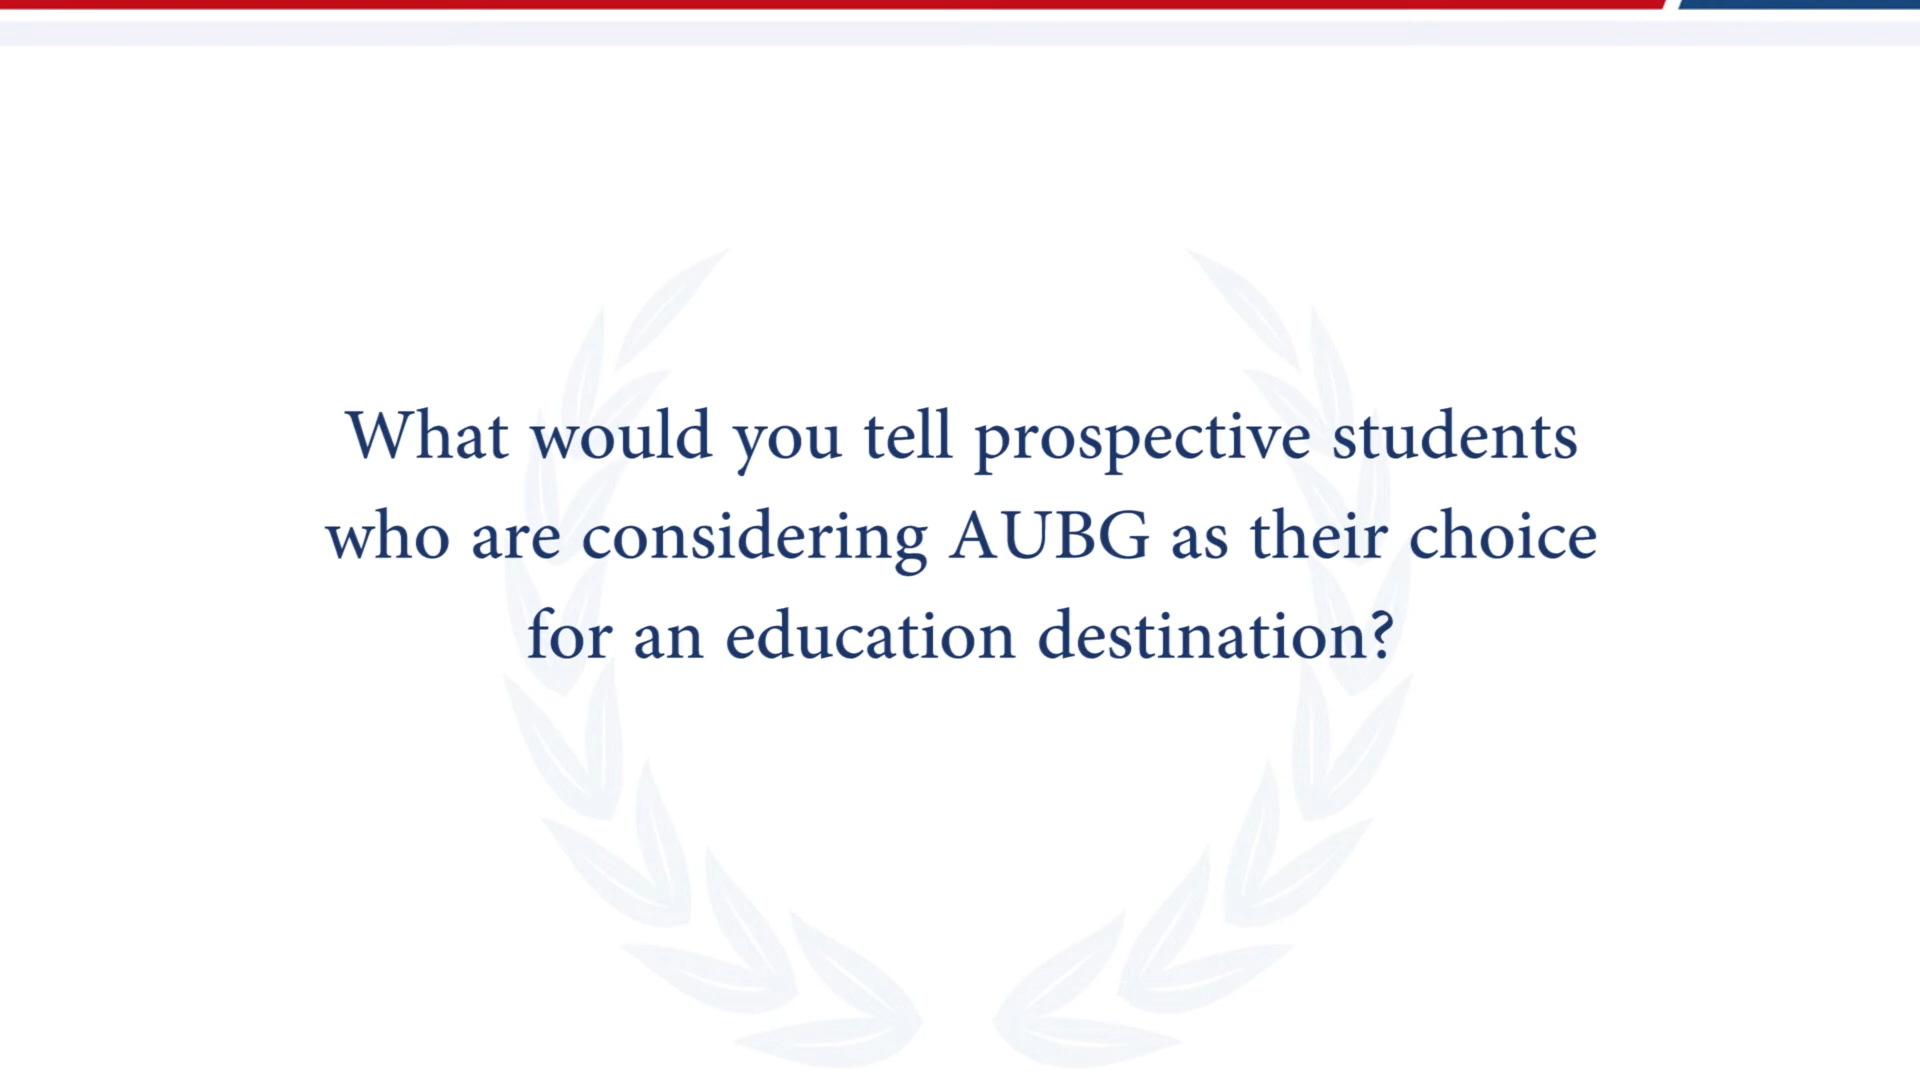 What would you tell prospective students
who are considering AUBG as their choice
for an education destination?